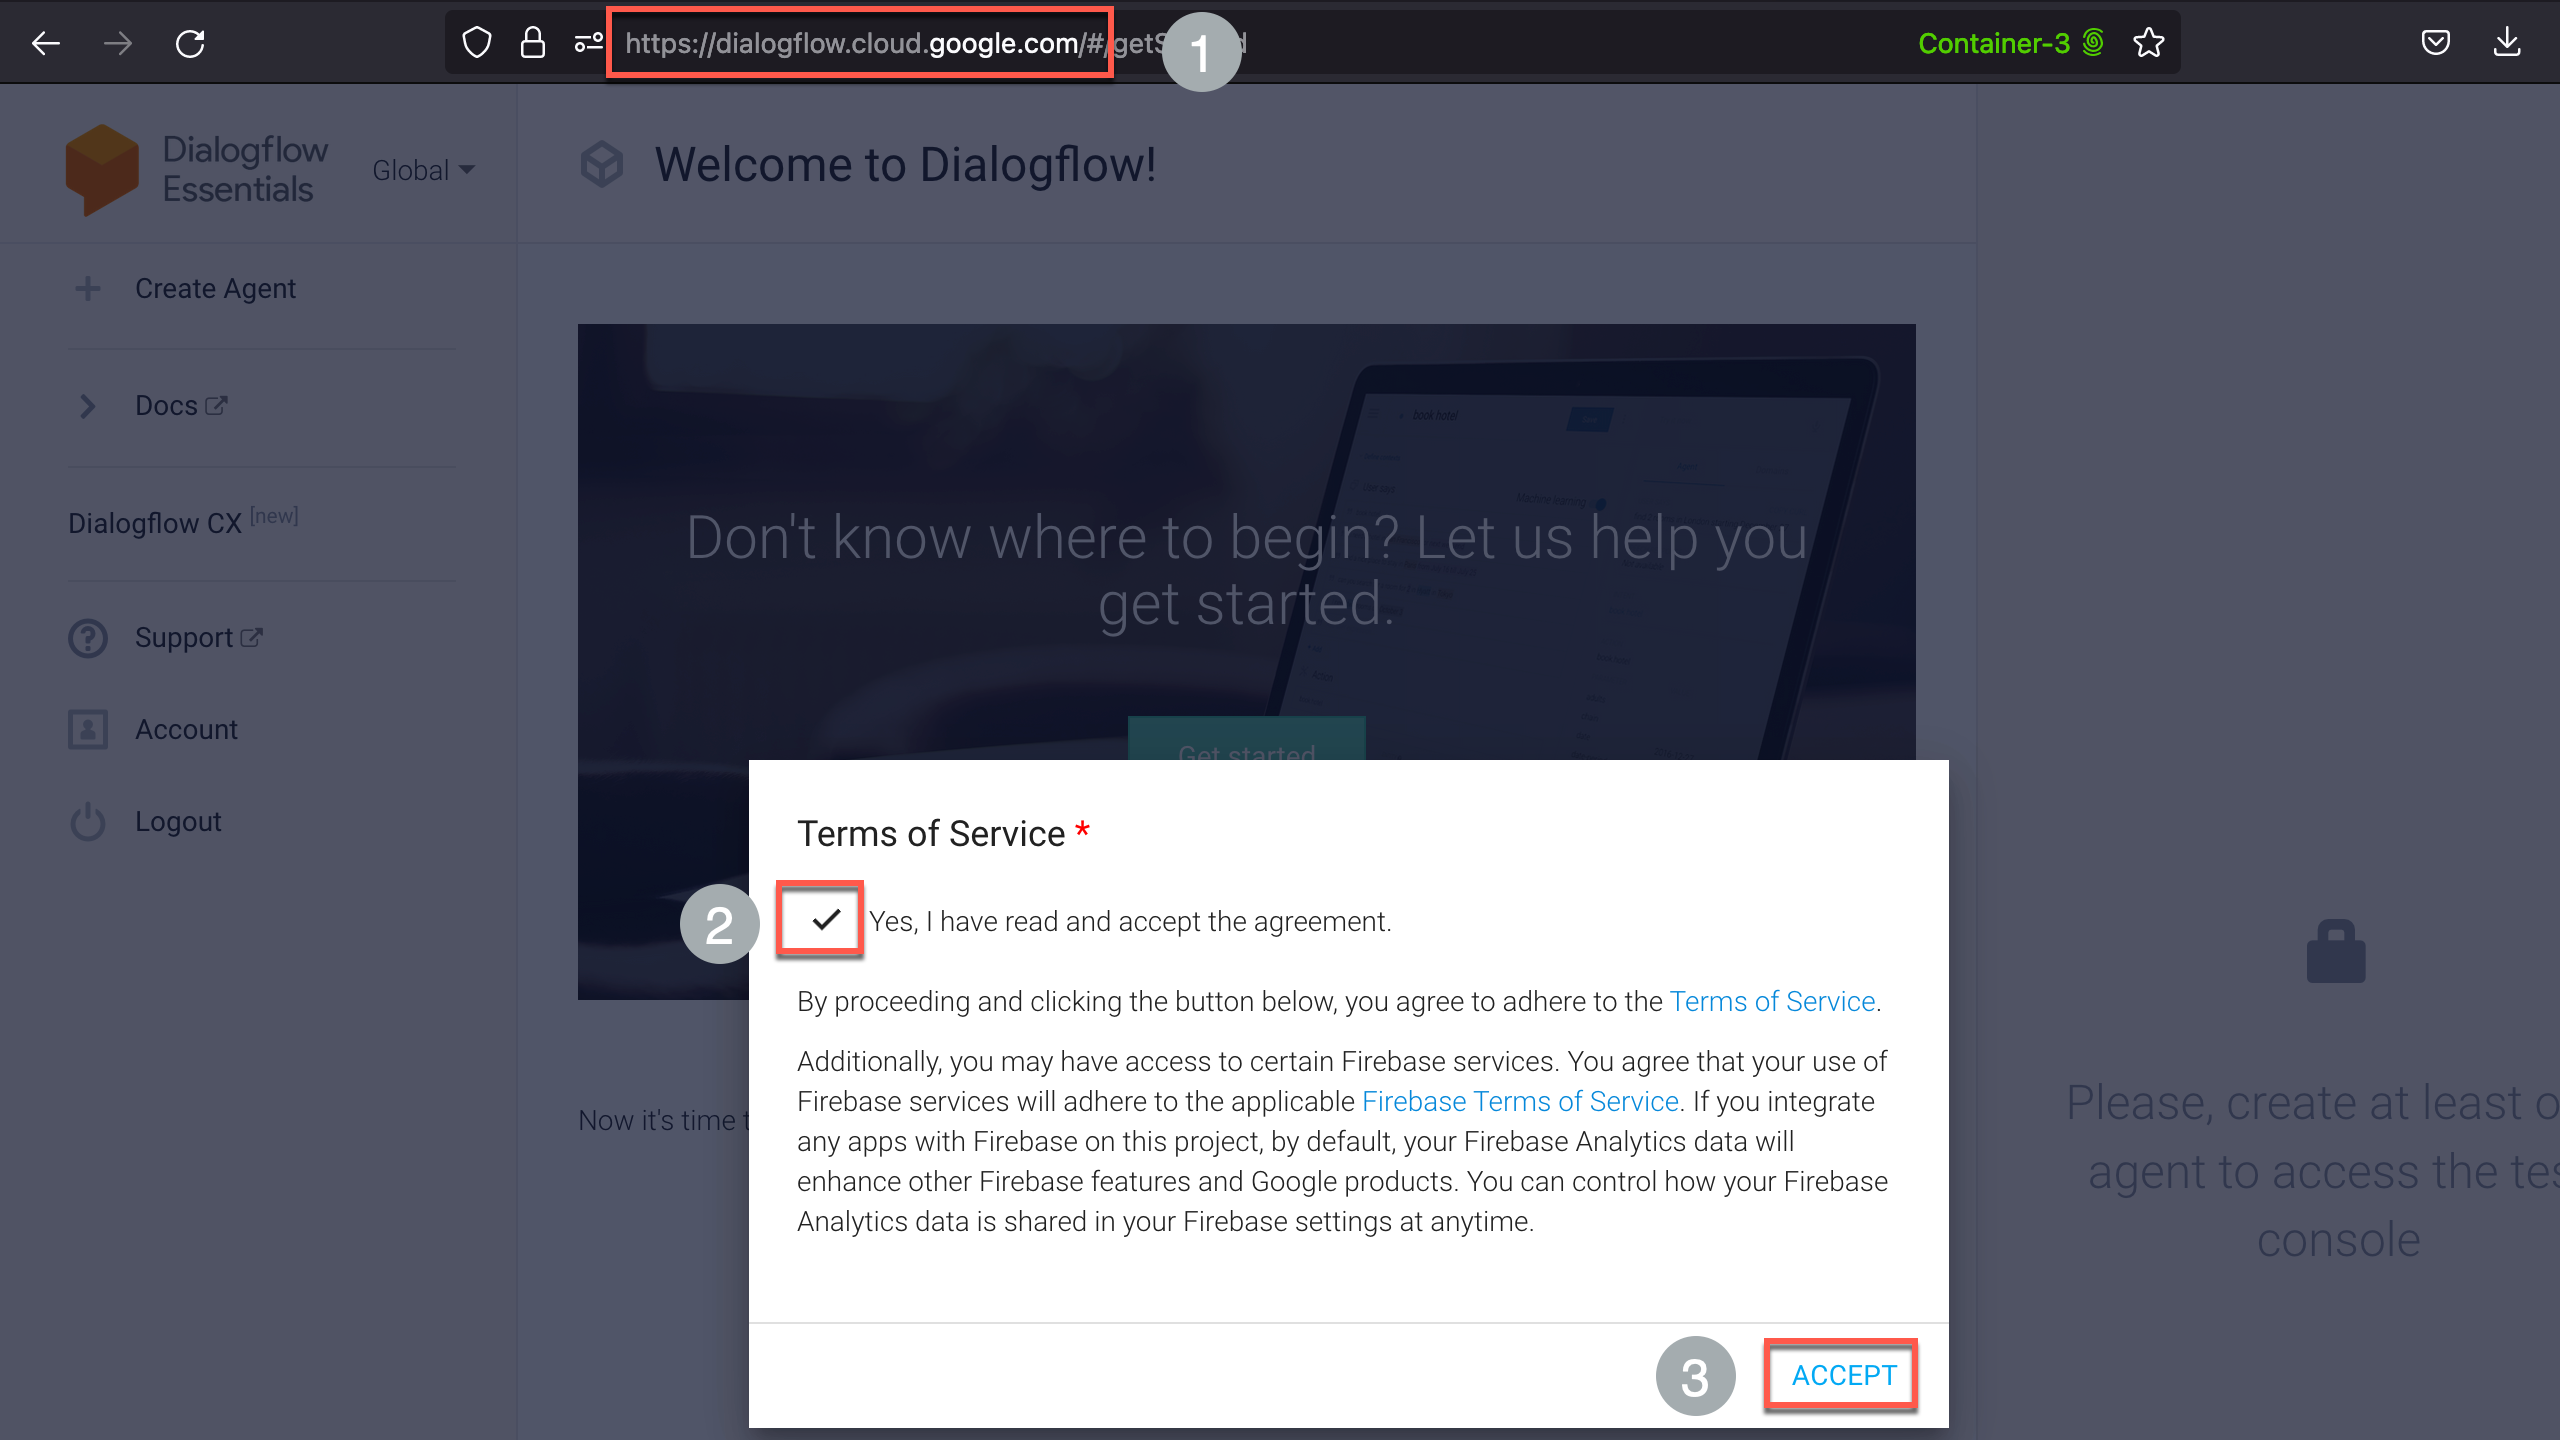 https://dialogflow.cloud.google.com/#/getS
1
Container-3
Dialogflow
Essentials
Global
Welcome to Dialogflow!
Create Agent
Docs
Dialogflow CX [new]
Support
Account
Logout
book hotel
Machine learning
Don't know where to begin? Let us help you
get started.
Get started
Now it's time
Terms of Service *
2
Yes, I have read and accept the agreement.
By proceeding and clicking the button below, you agree to adhere to the Terms of Service.
Additionally, you may have access to certain Firebase services. You agree that your use of
Firebase services will adhere to the applicable Firebase Terms of Service. If you integrate
any apps with Firebase on this project, by default, your Firebase Analytics data will
enhance other Firebase features and Google products. You can control how your Firebase
Analytics data is shared in your Firebase settings at anytime.
3
ACCEPT
Please, create at least o
agent to access the tes
console